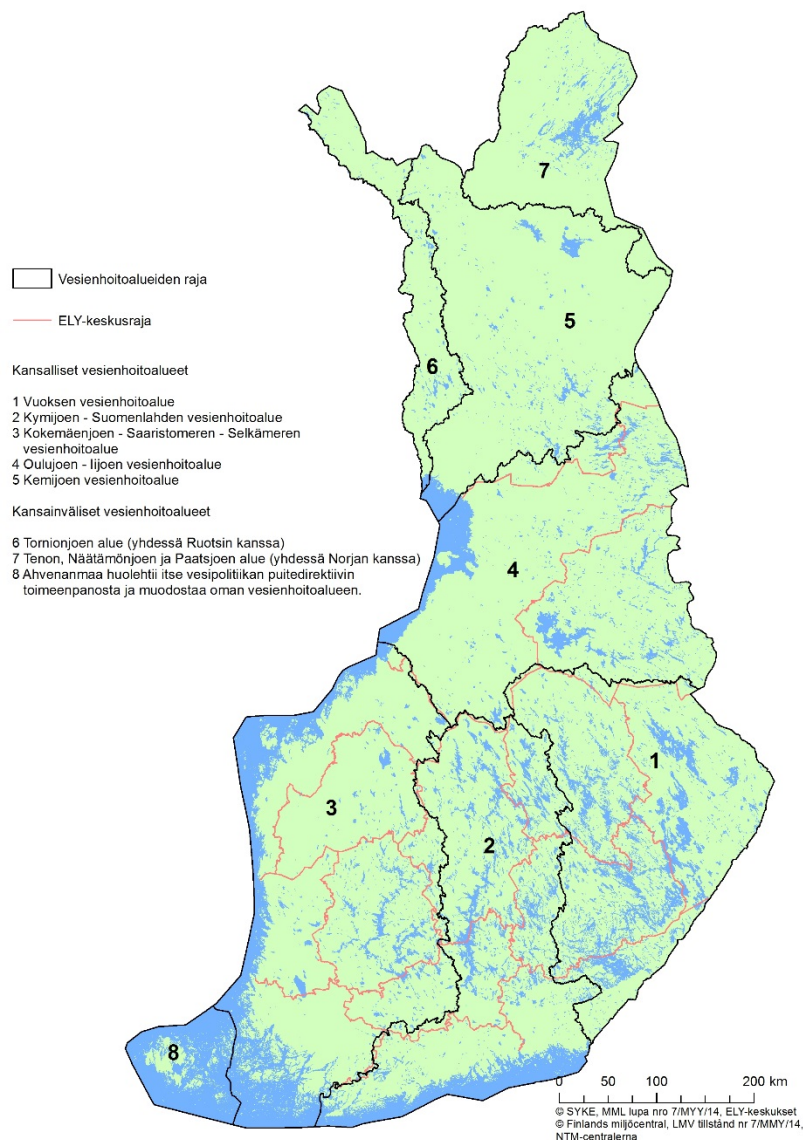 Vesienhoitoalueiden raja
ELY-keskusraja
Kansalliset vesienhoitoalueet
1 Vuoksen vesienhoitoalue
2 Kymijoen - Suomenlahden vesienhoitoalue
3 Kokemäenjoen - Saaristomeren - Selkämeren
vesienhoitoalue
4 Oulujoen - Iijoen vesienhoitoalue
5 Kemijoen vesienhoitoalue
Kansainväliset vesienhoitoalueet
6 Tornionjoen alue (yhdessä Ruotsin kanssa)
7 Tenon, Näätämönjoen ja Paatsjoen alue (yhdessä Norjan kanssa)
8 Ahvenanmaa huolehtii itse vesipolitiikan puitedirektiivin
toimeenpanosta ja muodostaa oman vesienhoitoalueen.
7
5
6
4
1
3
2
8
0 50 100 200 km
© SYKE, MML lupa nro 7/MYY/14, ELY-keskukset
© Finlands miljöcentral, LMV tillstånd nr 7/MMY/14,
NTM-centralerna